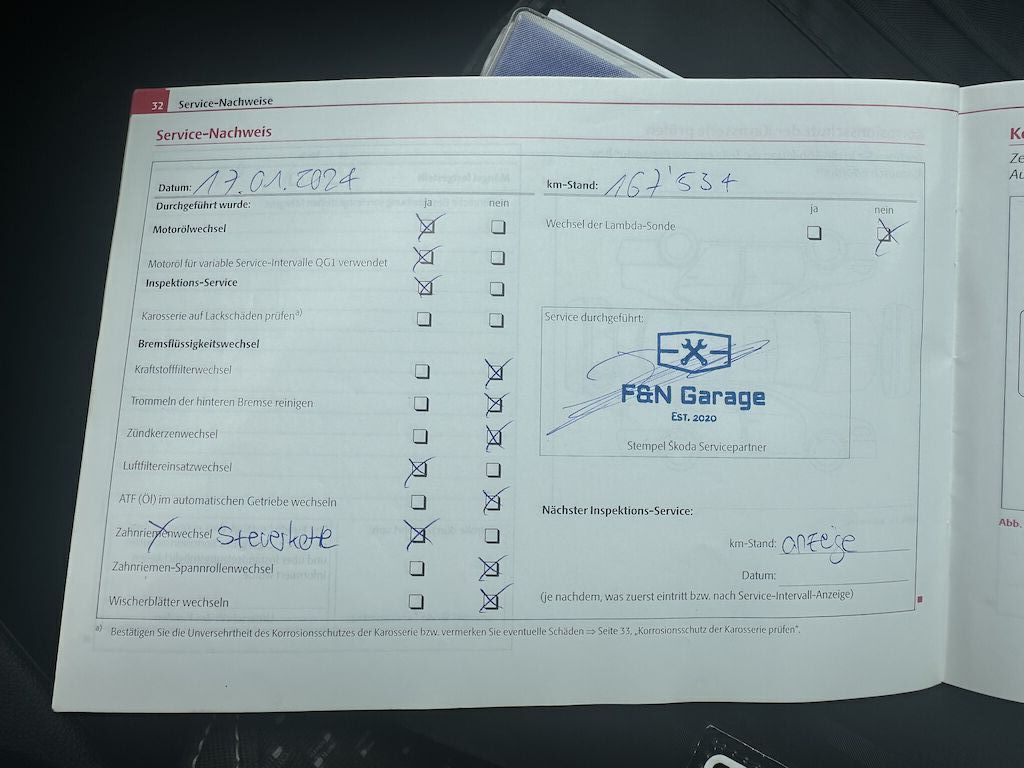 32 Service-Nachweise
Service-Nachweis
Datum: 17.01.2024
km-Stand: 167'534
Durchgeführt wurde: ja nein
Motorölwechsel
Motoröl für variable Service-Intervalle QG1 verwendet
Inspektions-Service
Karosserie auf Lackschäden prüfen a)
Bremsflüssigkeitswechsel
Kraftstofffilterwechsel
Trommeln der hinteren Bremse reinigen
Zündkerzenwechsel
Luftfiltereinsatzwechsel
ATF (Öl) im automatischen Getriebe wechseln
Zahnriemenwechsel Steuerkette
Zahnriemen-Spannrollenwechsel
Wischerblätter wechseln
ja nein
Wechsel der Lambda-Sonde
Service durchgeführt:
F&N Garage
EST. 2020
Stempel Škoda Servicepartner
Nächster Inspektions-Service:
km-Stand: anzeige
Datum:
(je nachdem, was zuerst eintritt bzw. nach Service-Intervall-Anzeige)
a) Bestätigen Sie die Unversehrtheit des Korrosionsschutzes der Karosserie bzw. vermerken Sie eventuelle Schäden ⇒ Seite 33, „Korrosionsschutz der Karosserie prüfen".
Abb.